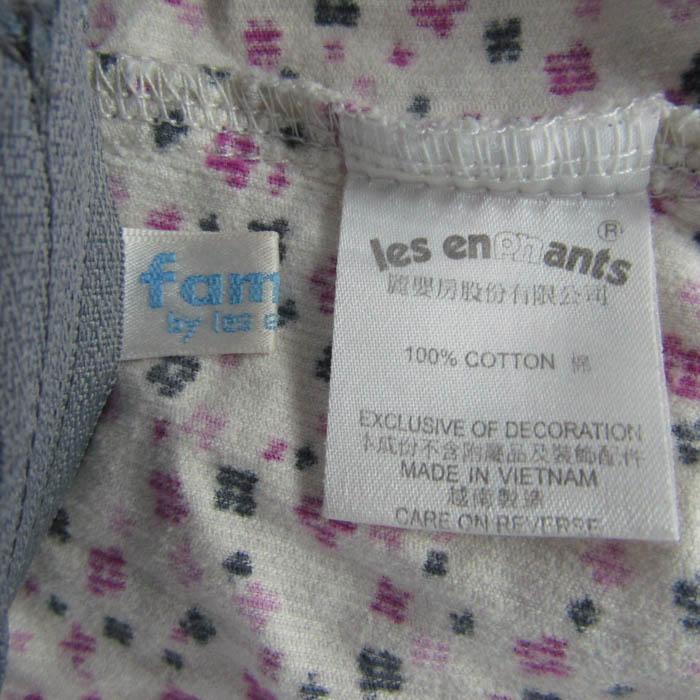 fam
by les e
les enphants ®
麗嬰房股份有限公司
100% COTTON 棉
EXCLUSIVE OF DECORATION
本成份不含附屬品及裝飾配件
MADE IN VIETNAM
越南製造
CARE ON REVERSE